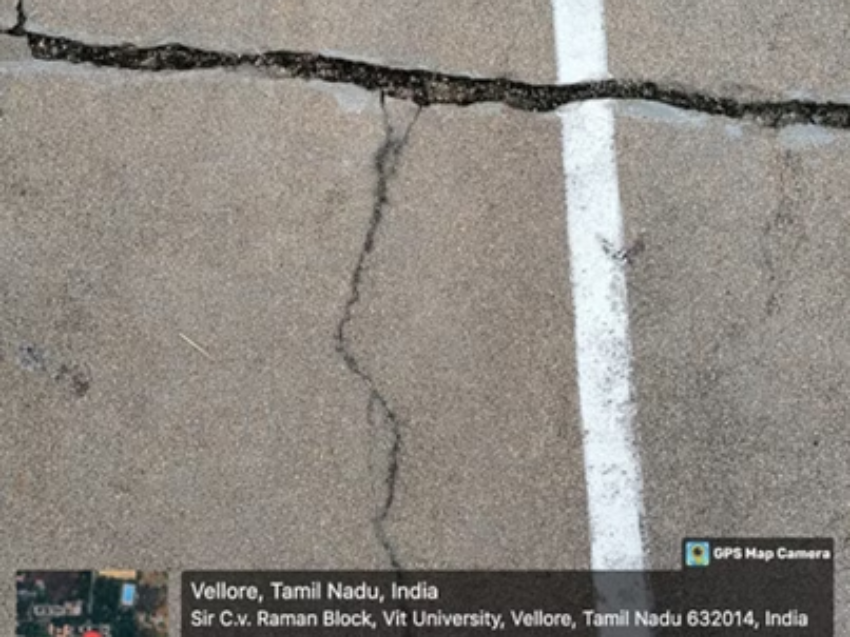 GPS Map Camera
Vellore, Tamil Nadu, India
Sir C.v. Raman Block, Vit University, Vellore, Tamil Nadu 632014, India